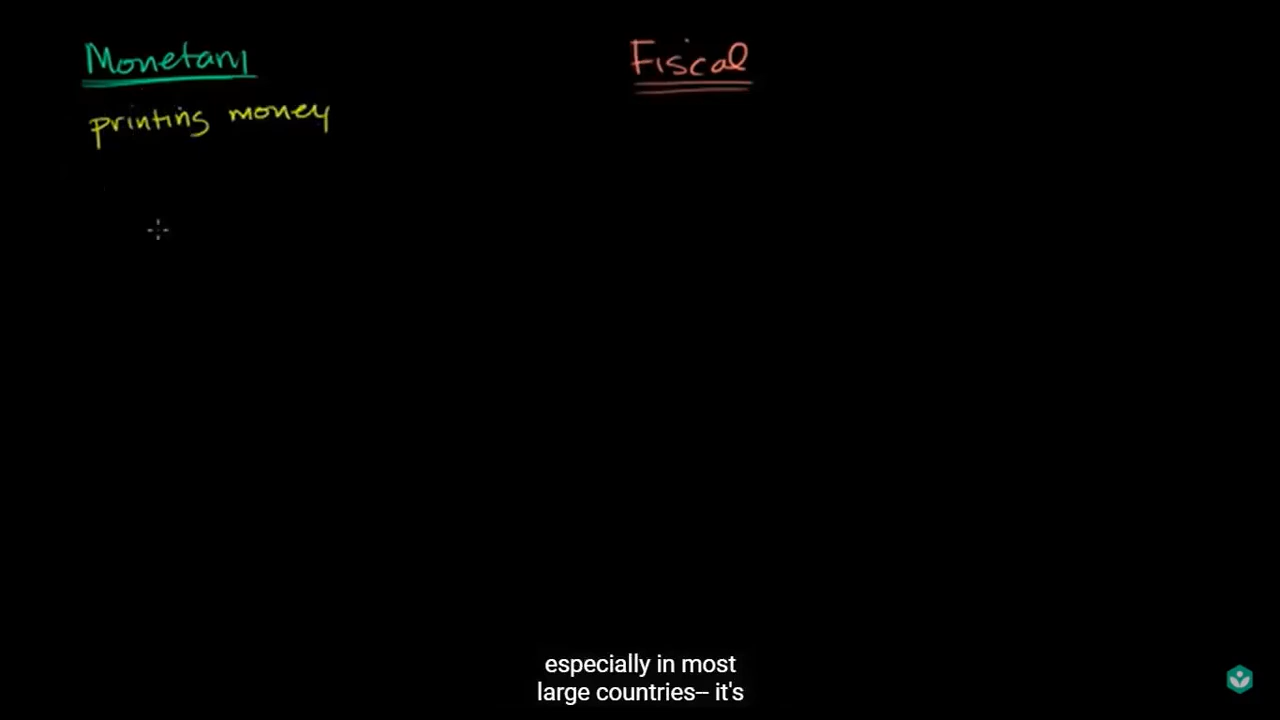 Monetary
Fiscal
printing money
especially in most
large countries-- it's